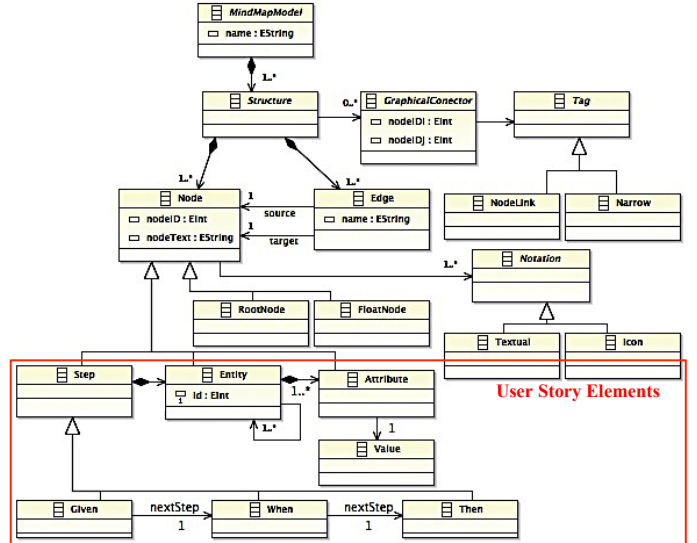 MindMapModel
name : EString
1..*
Structure
0..*
GraphicalConector
nodeIDI : EInt
nodeIDJ : EInt
Tag
1..*
1..*
Node
nodeID : EInt
nodeText : EString
1
source
1
target
Edge
name : EString
NodeLink
Narrow
1..*
Notation
RootNode
FloatNode
Textual
Icon
Step
Entity
id : EInt
1
1..*
1..*
Attribute
User Story Elements
1
Value
Given
nextStep
1
When
nextStep
1
Then